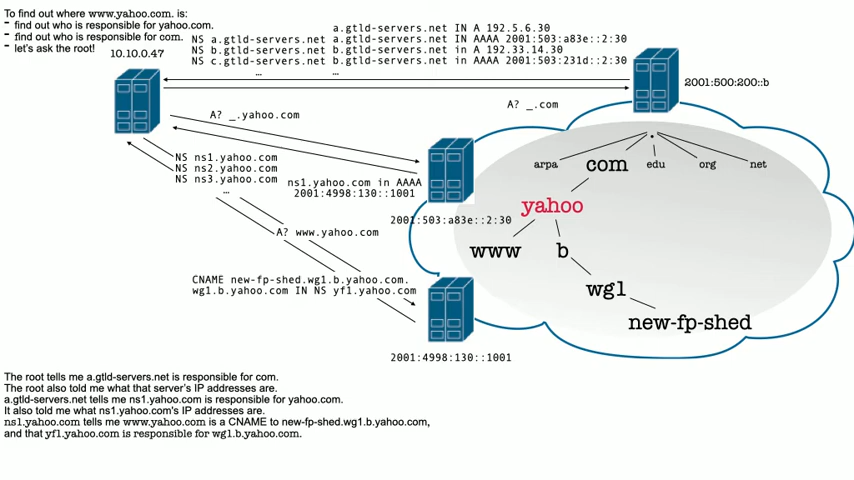 To find out where www.yahoo.com. is:
- find out who is responsible for yahoo.com.
- find out who is responsible for com.
- let's ask the root!
10.10.0.47
a.gtld-servers.net IN A 192.5.6.30
NS a.gtld-servers.net a.gtld-servers.net IN AAAA 2001:503:a83e::2:30
NS b.gtld-servers.net b.gtld-servers.net in A 192.33.14.30
NS c.gtld-servers.net b.gtld-servers.net in AAAA 2001:503:231d::2:30
… …
2001:500:200::b
A? _.com
A? _.yahoo.com
NS ns1.yahoo.com
NS ns2.yahoo.com
NS ns3.yahoo.com
…
ns1.yahoo.com in AAAA
2001:4998:130::1001
2001:503:a83e::2:30
A? www.yahoo.com
CNAME new-fp-shed.wg1.b.yahoo.com.
wg1.b.yahoo.com IN NS yf1.yahoo.com
2001:4998:130::1001
.
arpa com edu org net
yahoo
www b
wg1
new-fp-shed
The root tells me a.gtld-servers.net is responsible for com.
The root also told me what that server's IP addresses are.
a.gtld-servers.net tells me ns1.yahoo.com is responsible for yahoo.com.
It also told me what ns1.yahoo.com's IP addresses are.
ns1.yahoo.com tells me www.yahoo.com is a CNAME to new-fp-shed.wg1.b.yahoo.com,
and that yf1.yahoo.com is responsible for wg1.b.yahoo.com.